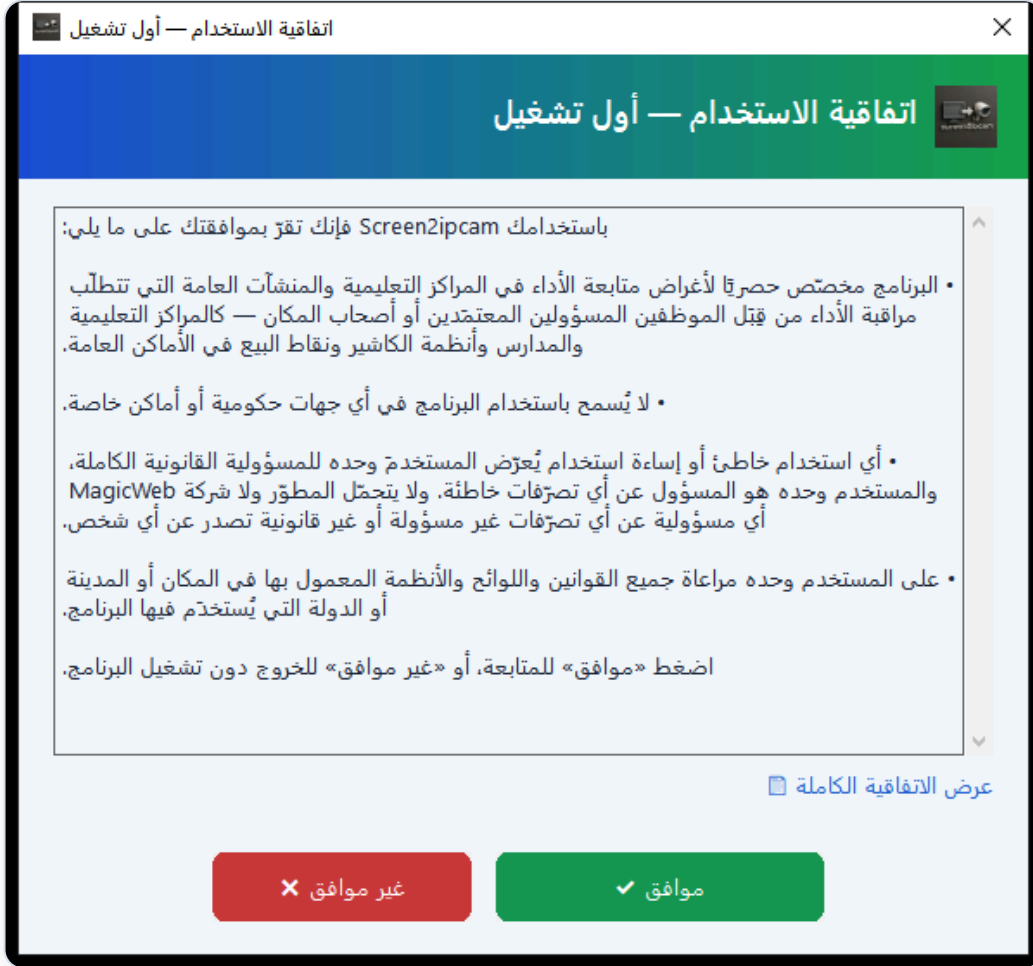 اتفاقية الاستخدام — أول تشغيل
اتفاقية الاستخدام — أول تشغيل
باستخدامك Screen2ipcam فإنك تقرّ بموافقتك على ما يلي:
• البرنامج مخصّص حصريًا لأغراض متابعة الأداء في المراكز التعليمية والمنشآت العامة التي تتطلّب
مراقبة الأداء من قِبَل الموظفين المسؤولين المعتمَدين أو أصحاب المكان — كالمراكز التعليمية
والمدارس وأنظمة الكاشير ونقاط البيع في الأماكن العامة.
• لا يُسمح باستخدام البرنامج في أي جهات حكومية أو أماكن خاصة.
• أي استخدام خاطئ أو إساءة استخدام يُعرّض المستخدمَ وحده للمسؤولية القانونية الكاملة،
والمستخدم وحده هو المسؤول عن أي تصرّفات خاطئة. ولا يتحمّل المطوّر ولا شركة MagicWeb
أي مسؤولية عن أي تصرّفات غير مسؤولة أو غير قانونية تصدر عن أي شخص.
• على المستخدم وحده مراعاة جميع القوانين واللوائح والأنظمة المعمول بها في المكان أو المدينة
أو الدولة التي يُستخدَم فيها البرنامج.
اضغط «موافق» للمتابعة، أو «غير موافق» للخروج دون تشغيل البرنامج.
عرض الاتفاقية الكاملة
موافق ✔
غير موافق ✖